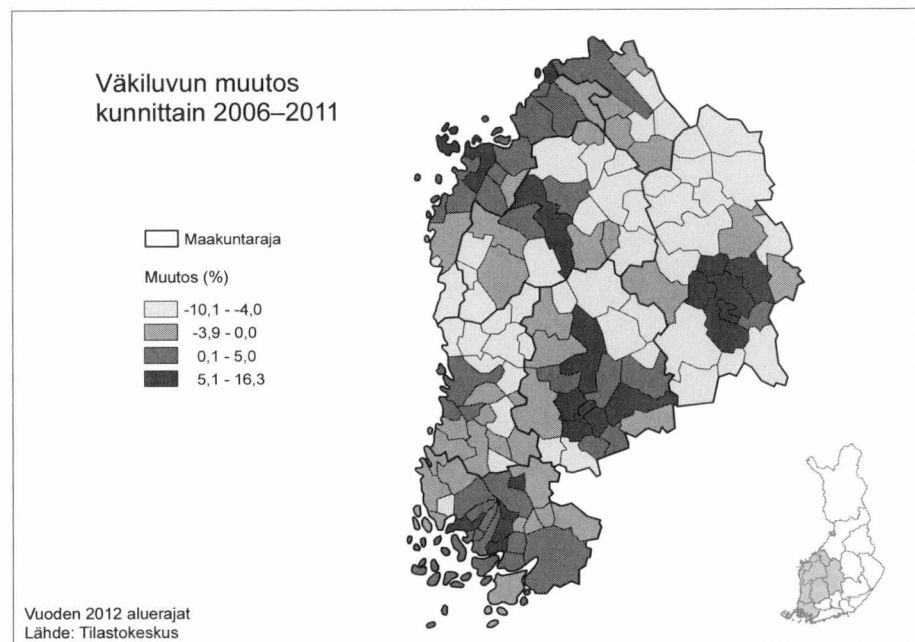 Väkiluvun muutos
kunnittain 2006–2011
Maakuntaraja
Muutos (%)
-10,1 - -4,0
-3,9 - 0,0
0,1 - 5,0
5,1 - 16,3
Vuoden 2012 aluerajat
Lähde: Tilastokeskus